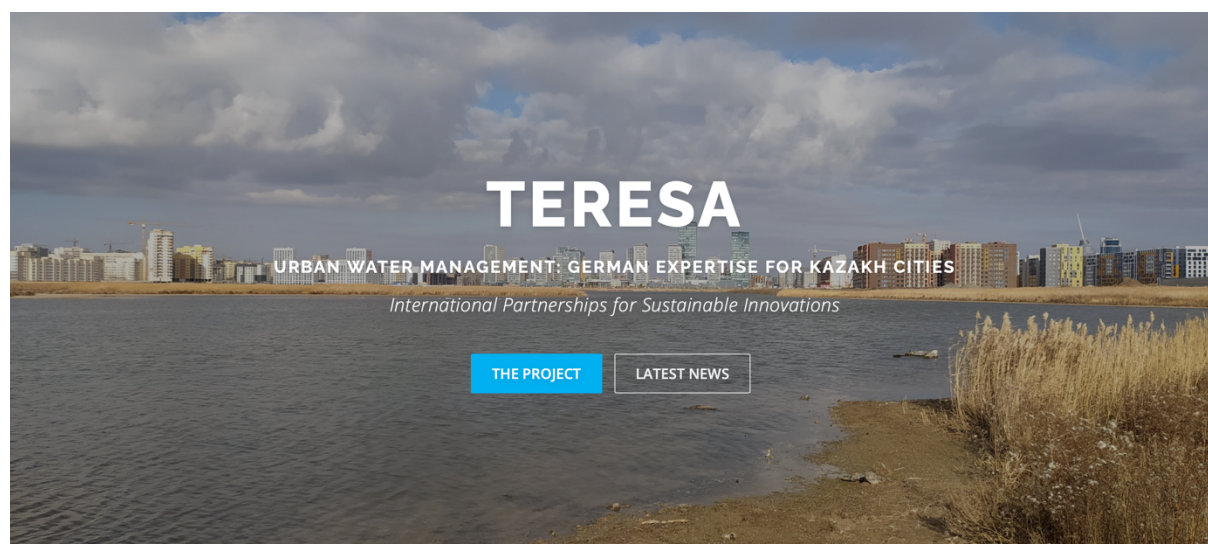 TERESA
URBAN WATER MANAGEMENT: GERMAN EXPERTISE FOR KAZAKH CITIES
International Partnerships for Sustainable Innovations
THE PROJECT
LATEST NEWS